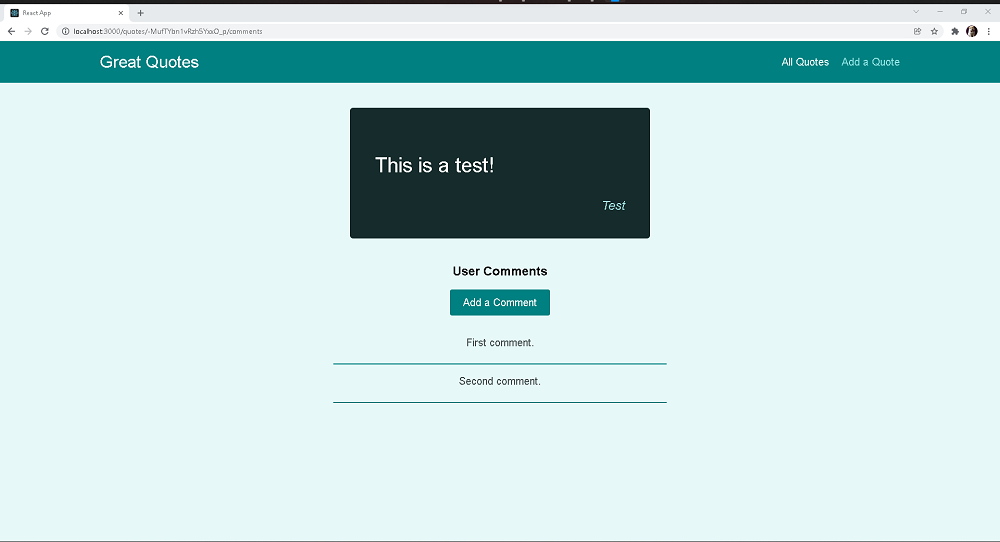 React App
localhost:3000/quotes/-MufTYbn1vRzh5YxxO_p/comments
Great Quotes
All Quotes
Add a Quote
This is a test!
Test
User Comments
Add a Comment
First comment.
Second comment.